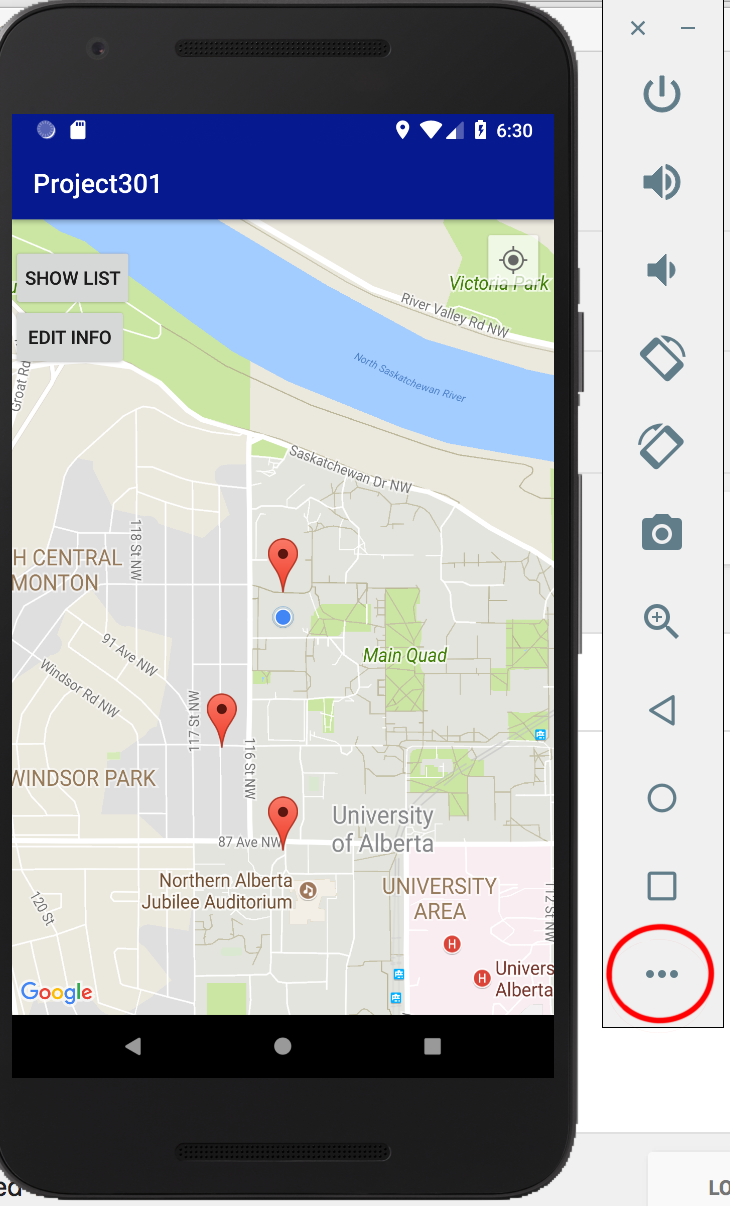 6:30
Project301
SHOW LIST
Victoria Park
River Valley Rd NW
EDIT INFO
Groat Rd
North Saskatchewan River
Saskatchewan Dr NW
118 St NW
H CENTRAL
MONTON
91 Ave NW
Main Quad
Windsor Rd NW
117 St NW
116 St NW
WINDSOR PARK
University
of Alberta
87 Ave NW
Northern Alberta
Jubilee Auditorium
UNIVERSITY
AREA
120 St
112 St NW
H
H
Univers
Alberta
Google
ed
LO